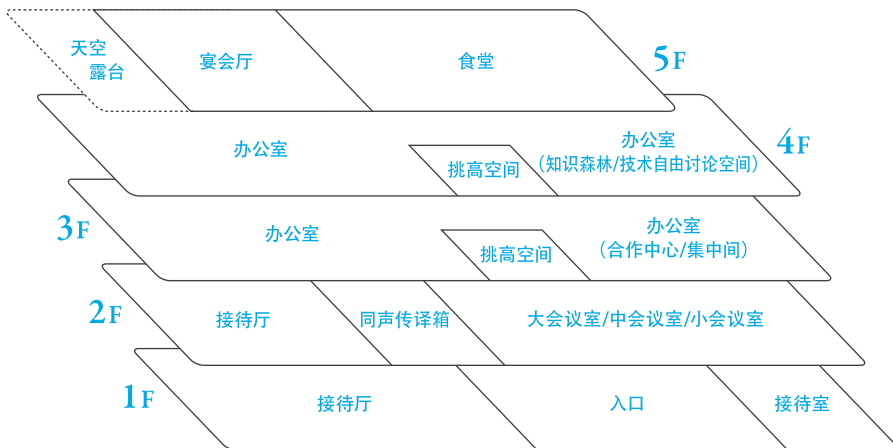 天空
露台
宴会厅
食堂
5F
办公室
挑高空间
办公室
(知识森林/技术自由讨论空间)
4F
3F
办公室
挑高空间
办公室
(合作中心/集中间)
2F
接待厅
同声传译箱
大会议室/中会议室/小会议室
1F
接待厅
入口
接待室